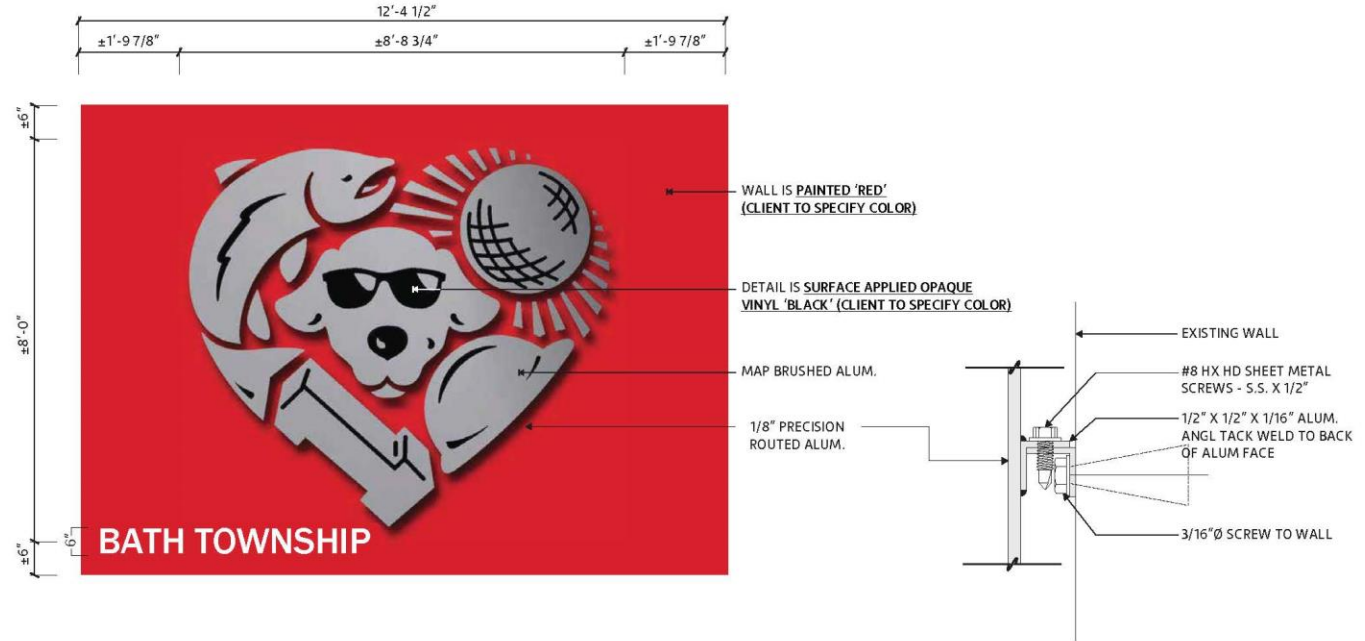 12'-4 1/2"
±1'-9 7/8"
±8'-8 3/4"
±1'-9 7/8"
±6"
±8'-0"
±6"
6"
BATH TOWNSHIP
WALL IS PAINTED 'RED'
(CLIENT TO SPECIFY COLOR)
DETAIL IS SURFACE APPLIED OPAQUE
VINYL 'BLACK' (CLIENT TO SPECIFY COLOR)
MAP BRUSHED ALUM.
1/8" PRECISION
ROUTED ALUM.
EXISTING WALL
#8 HX HD SHEET METAL
SCREWS - S.S. X 1/2"
1/2" X 1/2" X 1/16" ALUM.
ANGL TACK WELD TO BACK
OF ALUM FACE
3/16"Ø SCREW TO WALL